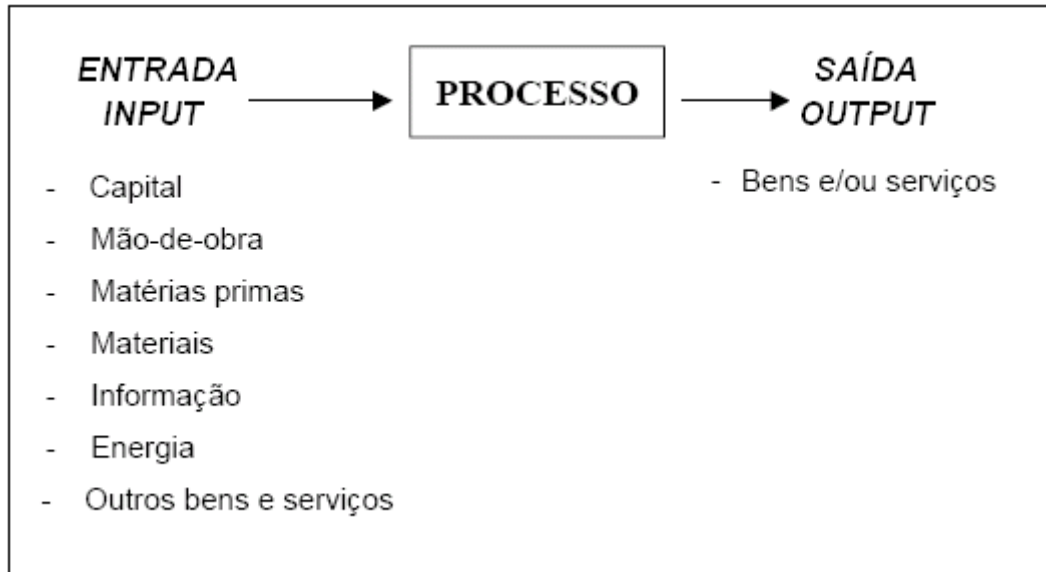 ENTRADA
INPUT
PROCESSO
SAÍDA
OUTPUT
- Capital
- Mão-de-obra
- Matérias primas
- Materiais
- Informação
- Energia
- Outros bens e serviços
- Bens e/ou serviços